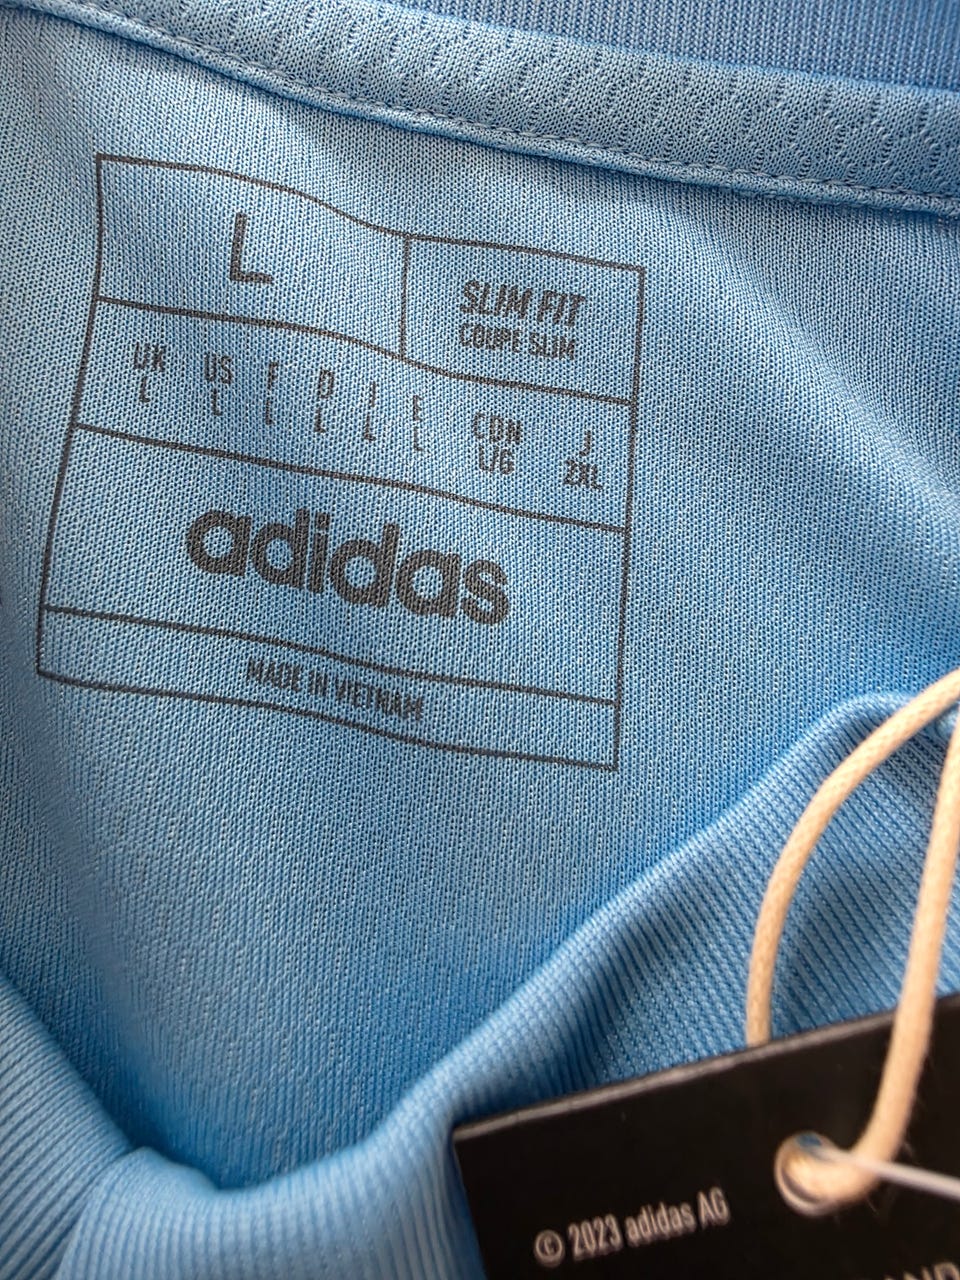 L
SLIM FIT
COUPE SLIM
UK US F D I E CDN J
L L L L L L L/G 2XL
adidas
MADE IN VIETNAM
© 2023 adidas AG